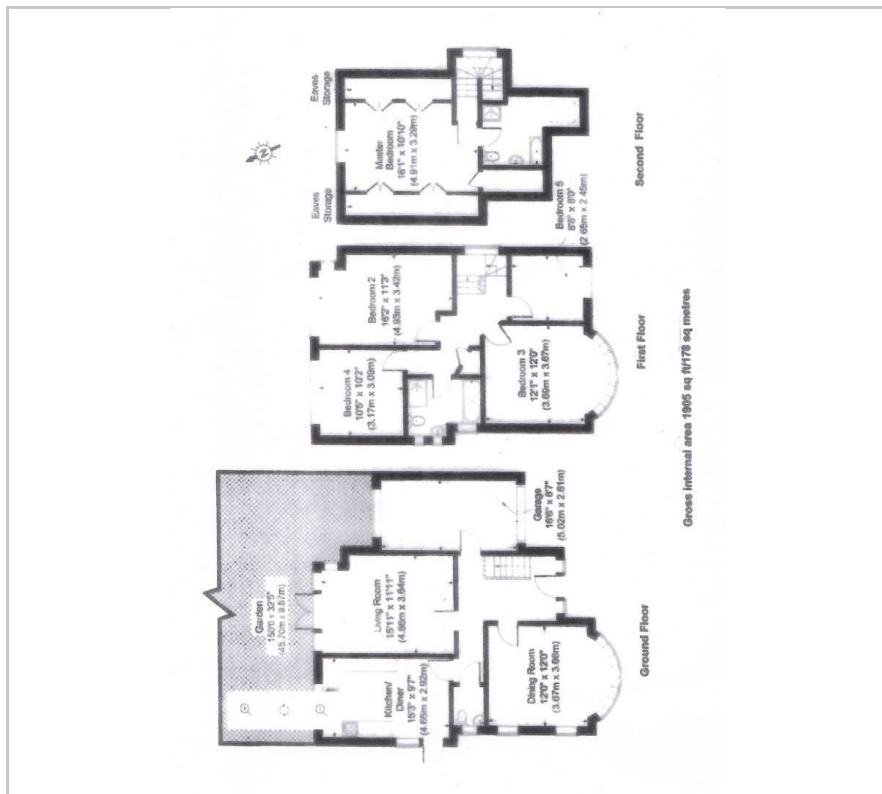 Garden
150'0 x 32'5"
(45.70m x 9.87m)
Kitchen/
Diner
15'3" x 9'7"
(4.65m x 2.92m)
Living Room
15'11" x 11'11"
(4.86m x 3.64m)
Garage
16'6" x 8'7"
(5.02m x 2.61m)
Dining Room
12'0" x 12'0"
(3.67m x 3.66m)
Ground Floor
Bedroom 4
10'5" x 10'2"
(3.17m x 3.09m)
Bedroom 2
16'2" x 11'3"
(4.93m x 3.42m)
Bedroom 3
12'1" x 12'0"
(3.69m x 3.67m)
Bedroom 5
8'8" x 8'0"
(2.65m x 2.45m)
First Floor
Eaves
Storage
Master
Bedroom
16'1" x 10'10"
(4.91m x 3.29m)
Eaves
Storage
Second Floor
Gross internal area 1905 sq ft/178 sq metres
N